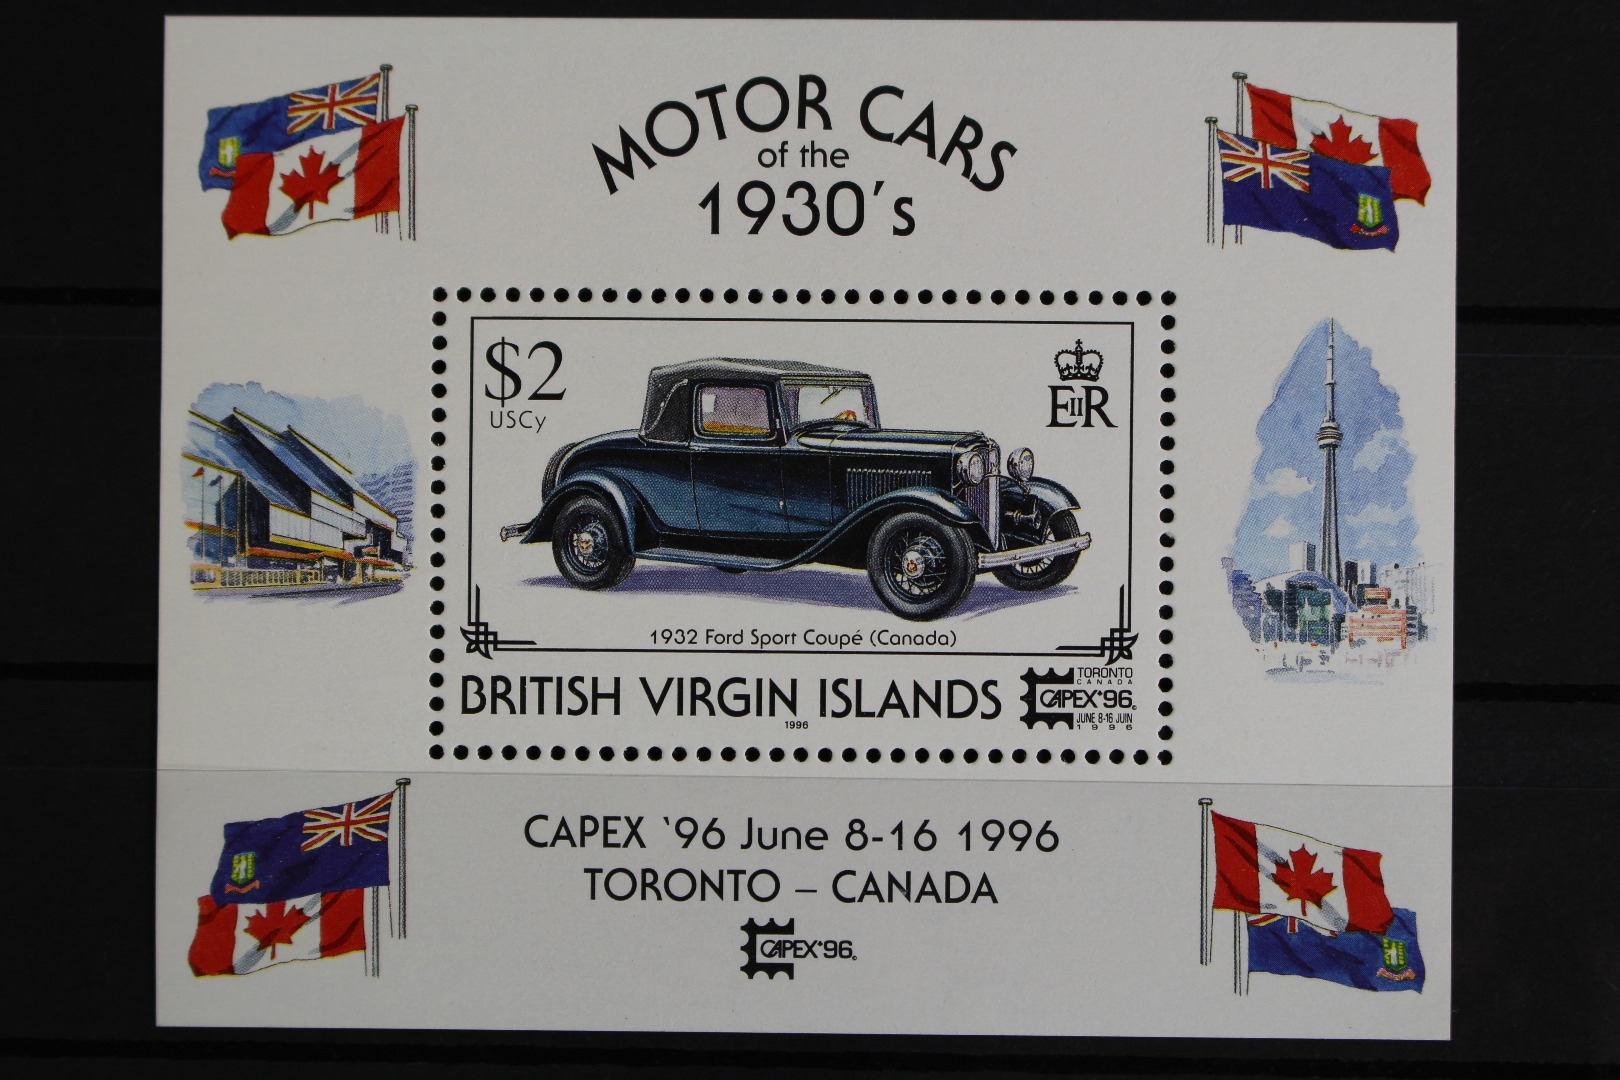 MOTOR CARS
of the
1930's
$2
USCy
EIIR
1932 Ford Sport Coupé (Canada)
BRITISH VIRGIN ISLANDS
1996
TORONTO
CANADA
CAPEX'96
JUNE 8-16 JUIN
1996
CAPEX '96 June 8-16 1996
TORONTO – CANADA
CAPEX'96